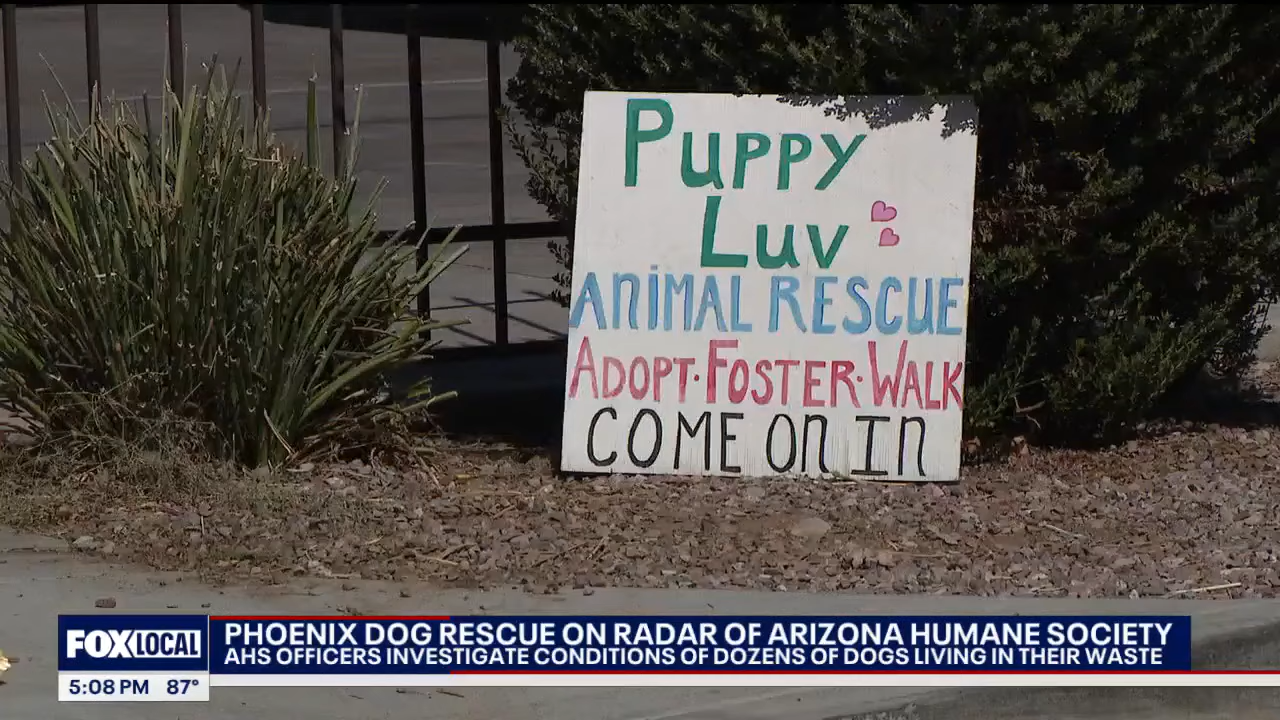 Puppy
Luv
ANiMAL RESCUE
ADOPT·FOSTER·WALK
COME On In
FOX LOCAL
PHOENIX DOG RESCUE ON RADAR OF ARIZONA HUMANE SOCIETY
AHS OFFICERS INVESTIGATE CONDITIONS OF DOZENS OF DOGS LIVING IN THEIR WASTE
5:08 PM 87°